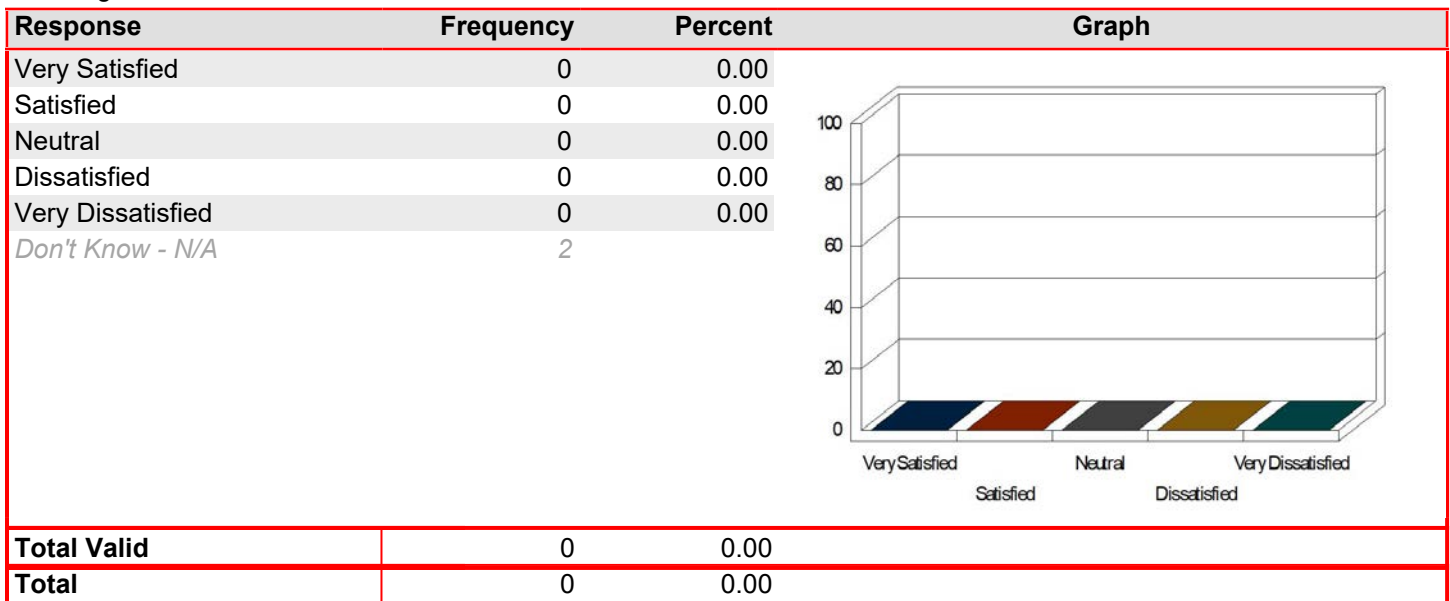 Response Frequency Percent Graph
Very Satisfied 0 0.00
Satisfied 0 0.00
Neutral 0 0.00
Dissatisfied 0 0.00
Very Dissatisfied 0 0.00
Don't Know - N/A 2
100
80
60
40
20
0
Very Satisfied Neutral Very Dissatisfied
Satisfied Dissatisfied
Total Valid 0 0.00
Total 0 0.00